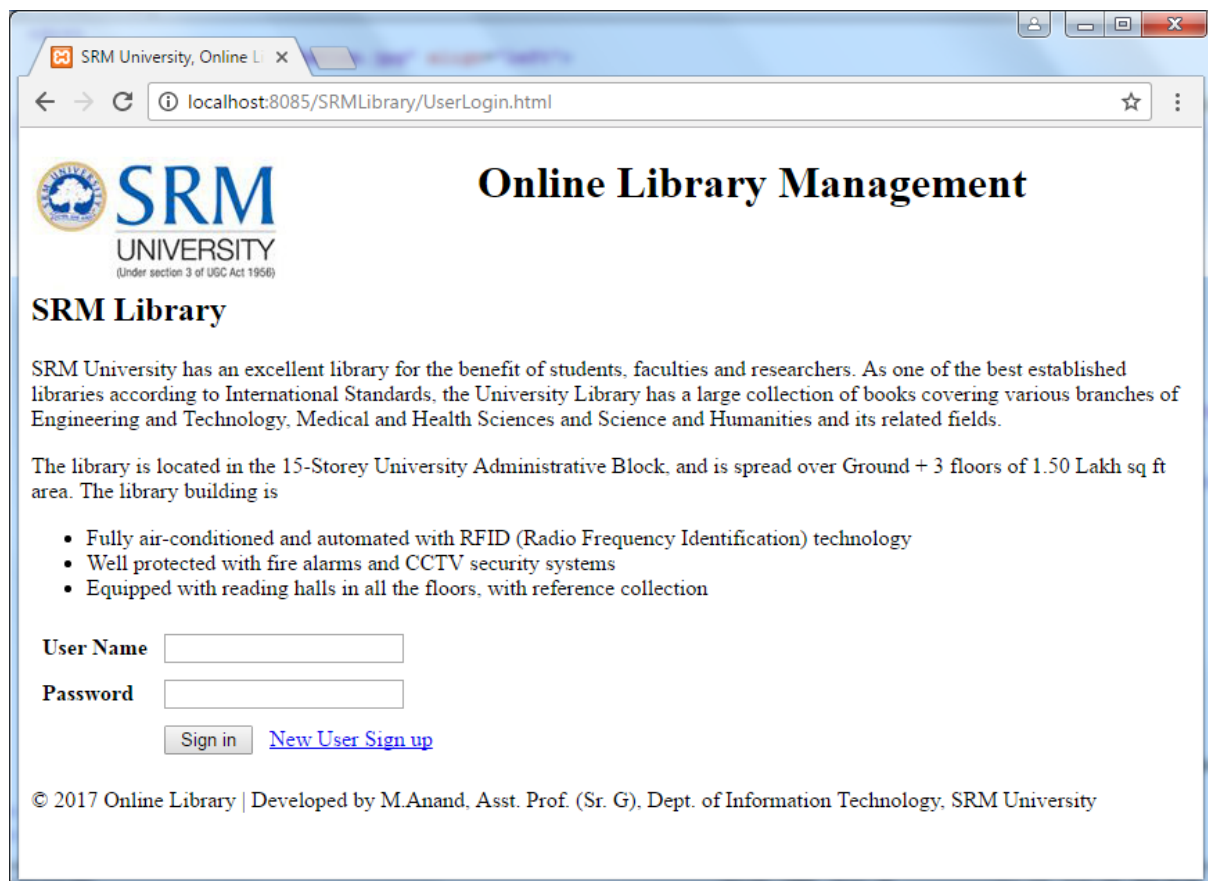 SRM University, Online Li
localhost:8085/SRMLibrary/UserLogin.html
SRM
UNIVERSITY
(Under section 3 of UGC Act 1956)
Online Library Management
SRM Library
SRM University has an excellent library for the benefit of students, faculties and researchers. As one of the best established
libraries according to International Standards, the University Library has a large collection of books covering various branches of
Engineering and Technology, Medical and Health Sciences and Science and Humanities and its related fields.
The library is located in the 15-Storey University Administrative Block, and is spread over Ground + 3 floors of 1.50 Lakh sq ft
area. The library building is
• Fully air-conditioned and automated with RFID (Radio Frequency Identification) technology
• Well protected with fire alarms and CCTV security systems
• Equipped with reading halls in all the floors, with reference collection
User Name
Password
Sign in New User Sign up
© 2017 Online Library | Developed by M.Anand, Asst. Prof. (Sr. G), Dept. of Information Technology, SRM University